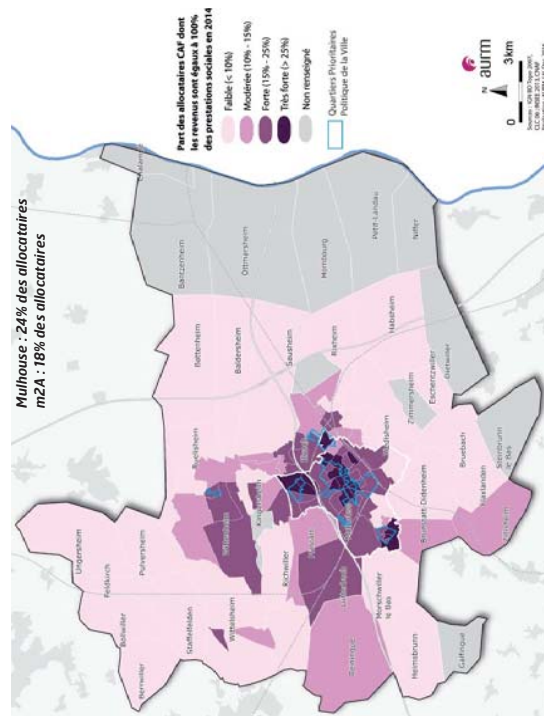 Mulhouse : 24% des allocataires
m2A : 18% des allocataires
Part des allocataires CAF dont
les revenus sont égaux à 100%
des prestations sociales en 2014
Faible (< 10%)
Modérée (10% - 15%)
Forte (15% - 25%)
Très forte (> 25%)
Non renseigné
Quartiers Prioritaires
Politique de la Ville
aurm
N
0
3km
Ungersheim
Feldkirch
Bollwiller
Berrwiller
Pulversheim
Staffelfelden
Wittelsheim
Ruelisheim
Wittenheim
Kingersheim
Richwiller
Battenheim
Baldersheim
Sausheim
Bantzenheim
Chalampé
Ottmarsheim
Hombourg
Petit-Landau
Niffer
Rixheim
Habsheim
Zimmersheim
Eschentzwiller
Dietwiller
Bruebach
Steinbrunn
le Bas
Flaxlanden
Brunstatt-Didenheim
Morschwiller
le Bas
Reiningue
Heimsbrunn
Galfingue